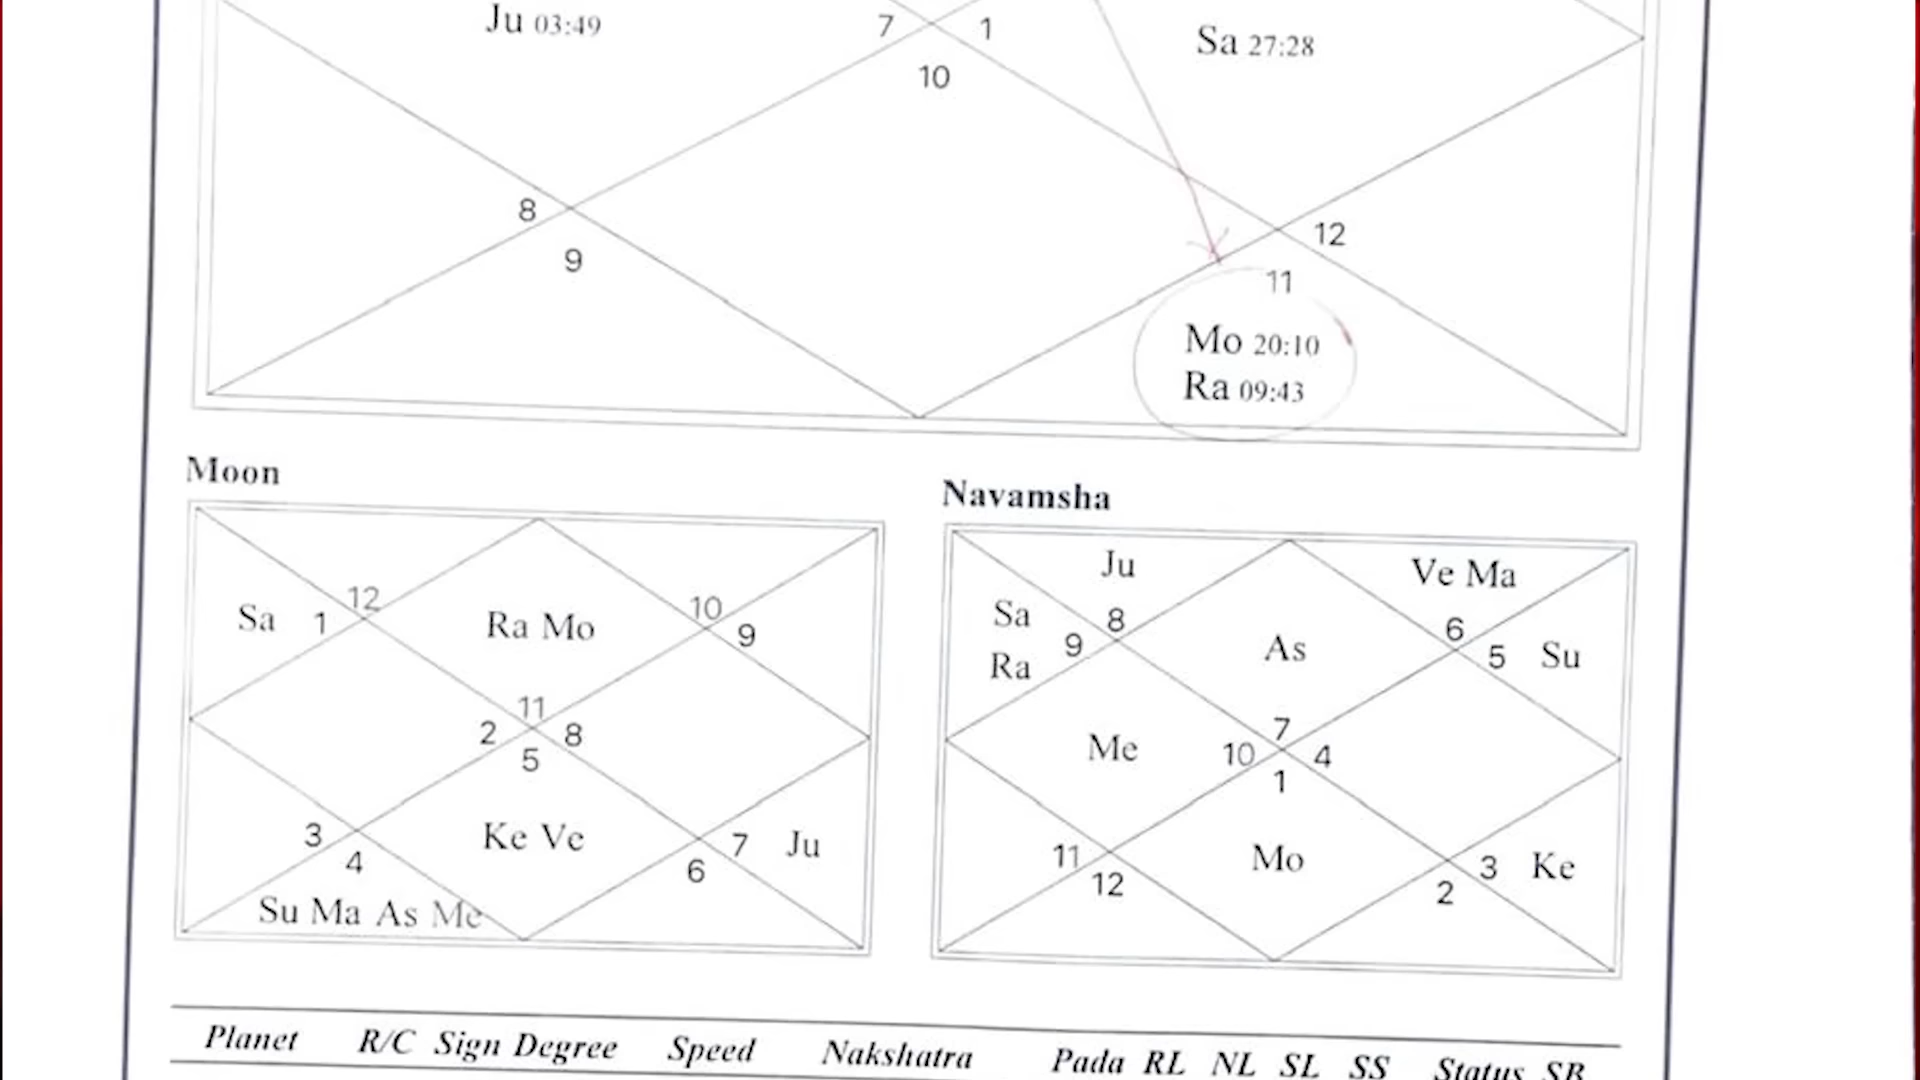 Ju 03:49
7 1
Sa 27:28
10
8
9
12
11
Mo 20:10
Ra 09:43
Moon
12
Sa 1
Ra Mo
10
9
11
2 8
5
3
4
Ke Ve
7 Ju
6
Su Ma As Me
Navamsha
Ju
Ve Ma
Sa
8
9
Ra
As
6
5 Su
Me
7
10 4
1
11
12
Mo
3 Ke
2
Planet R/C Sign Degree Speed Nakshatra Pada RL NL SL SS Status SB